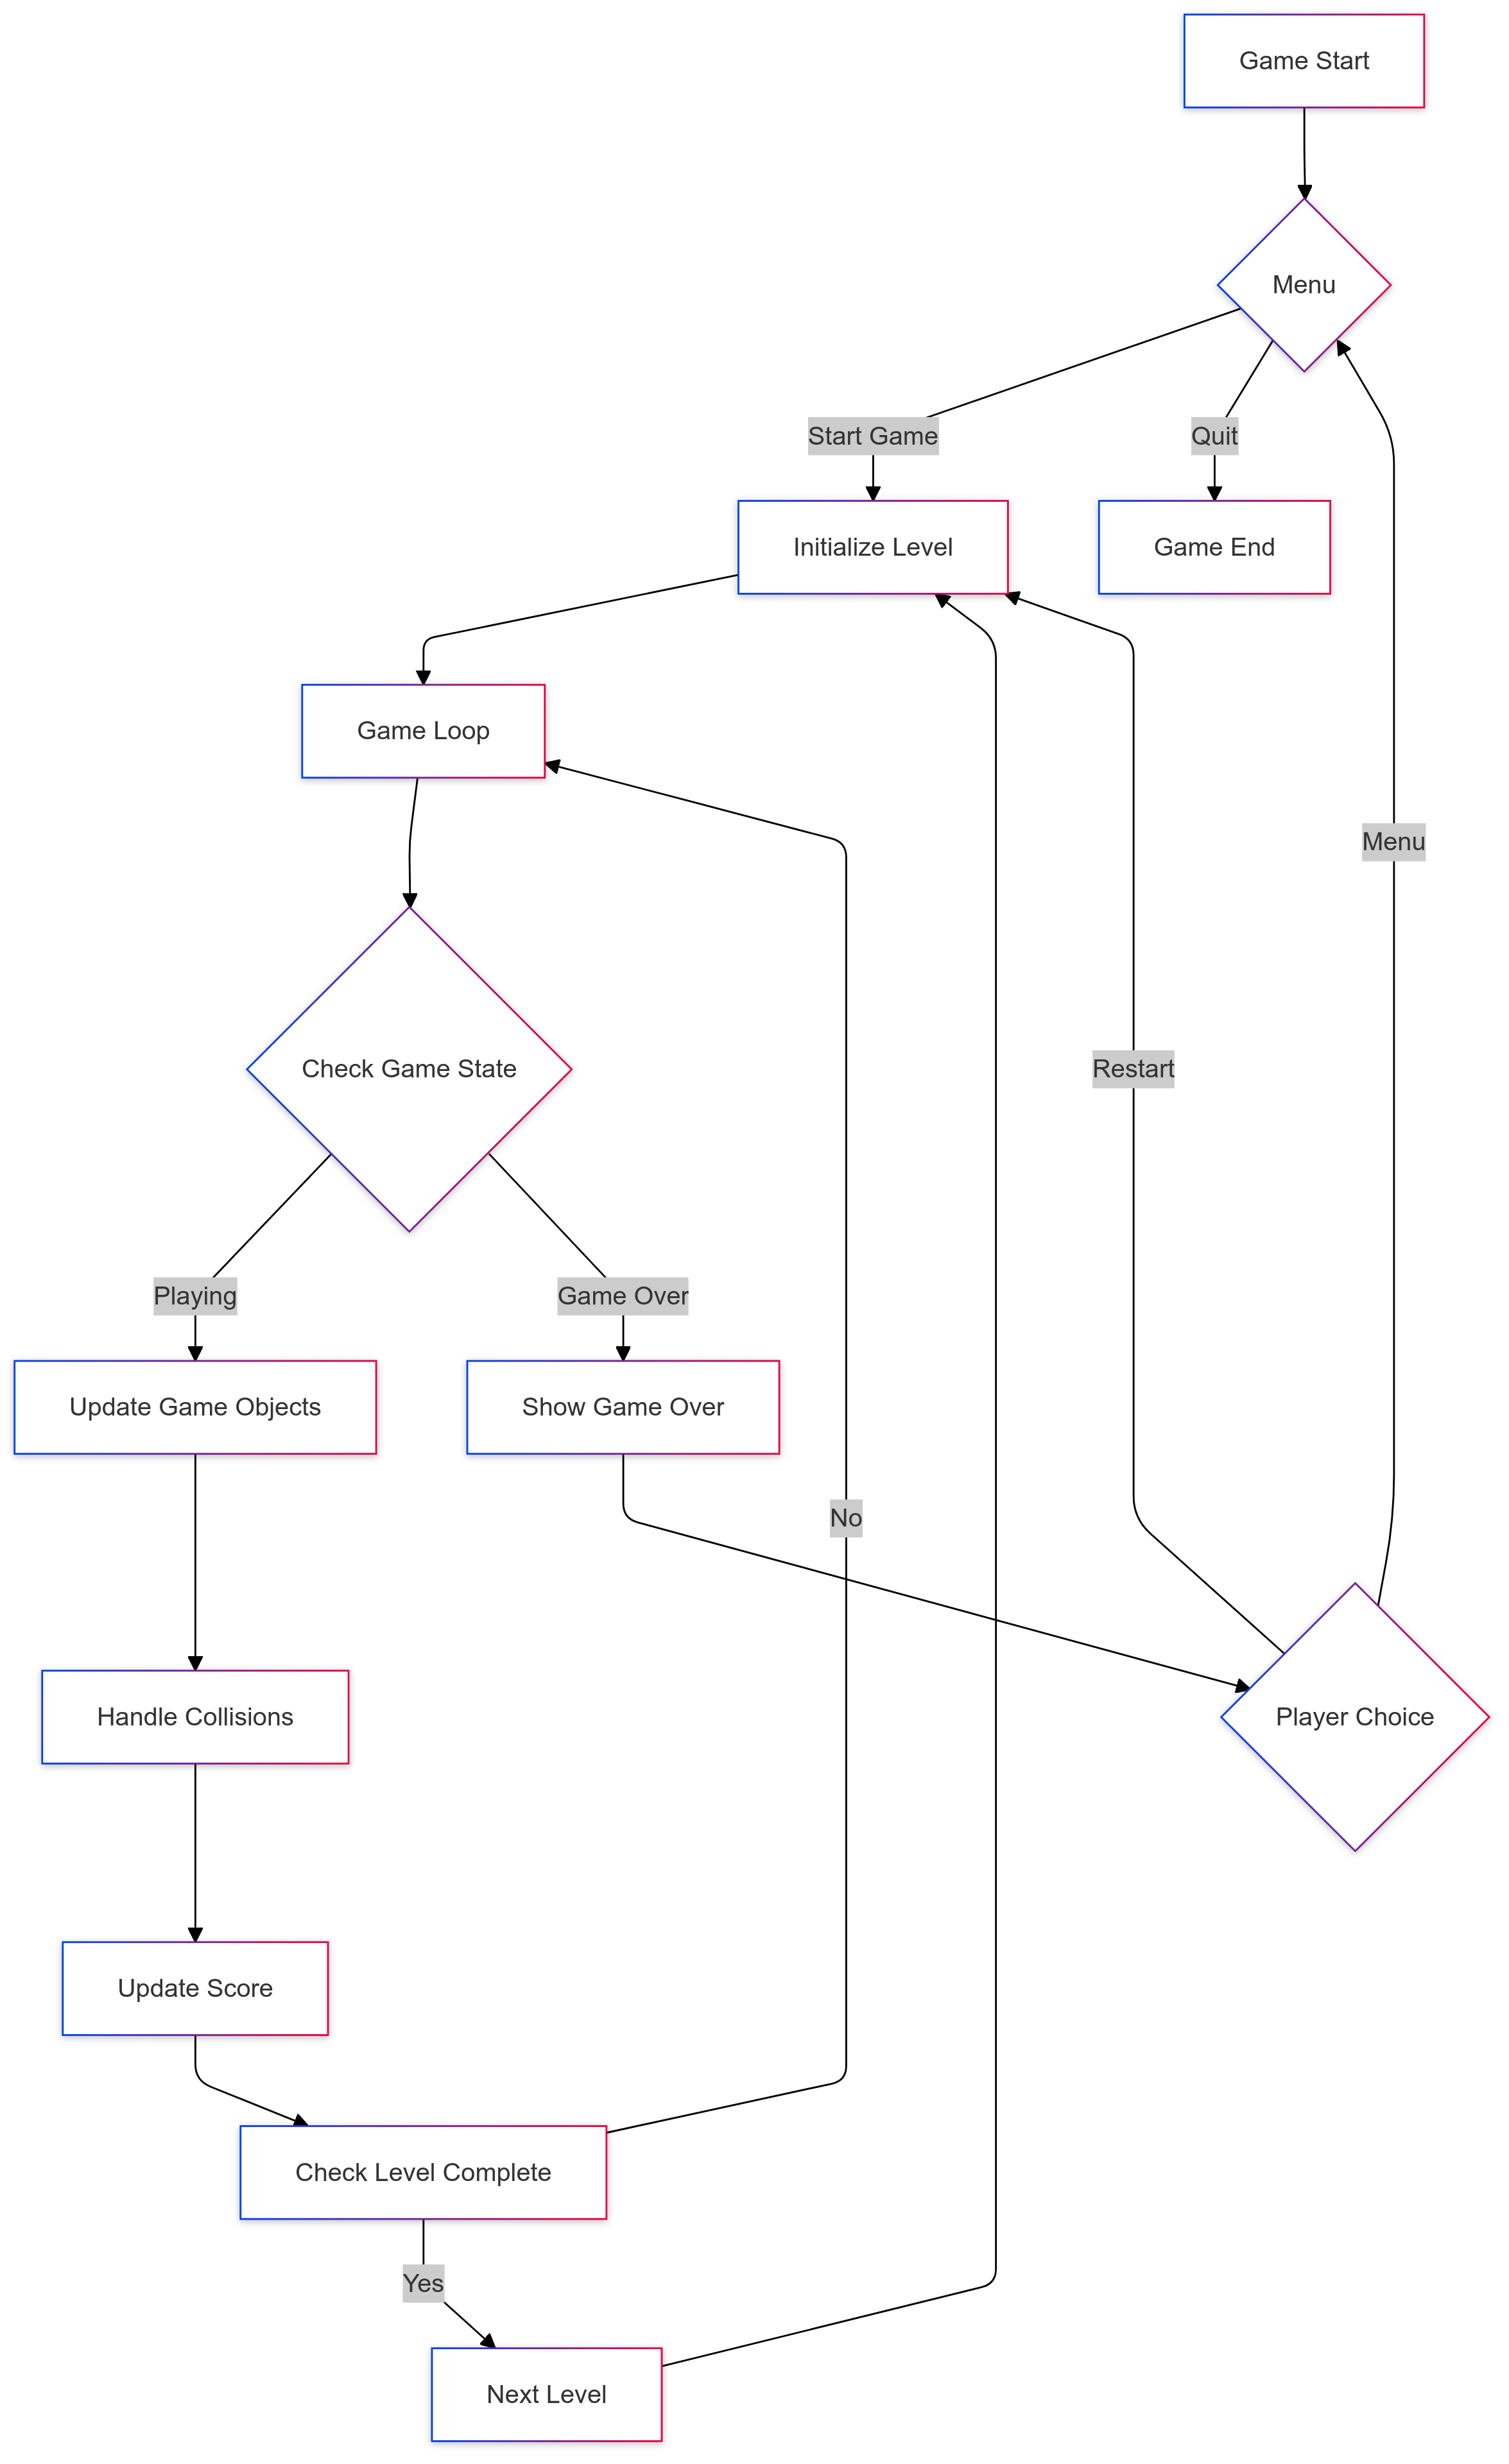 Game Start
Menu
Start Game
Quit
Initialize Level
Game End
Game Loop
Menu
Check Game State
Restart
Playing
Game Over
Update Game Objects
Show Game Over
No
Handle Collisions
Player Choice
Update Score
Check Level Complete
Yes
Next Level